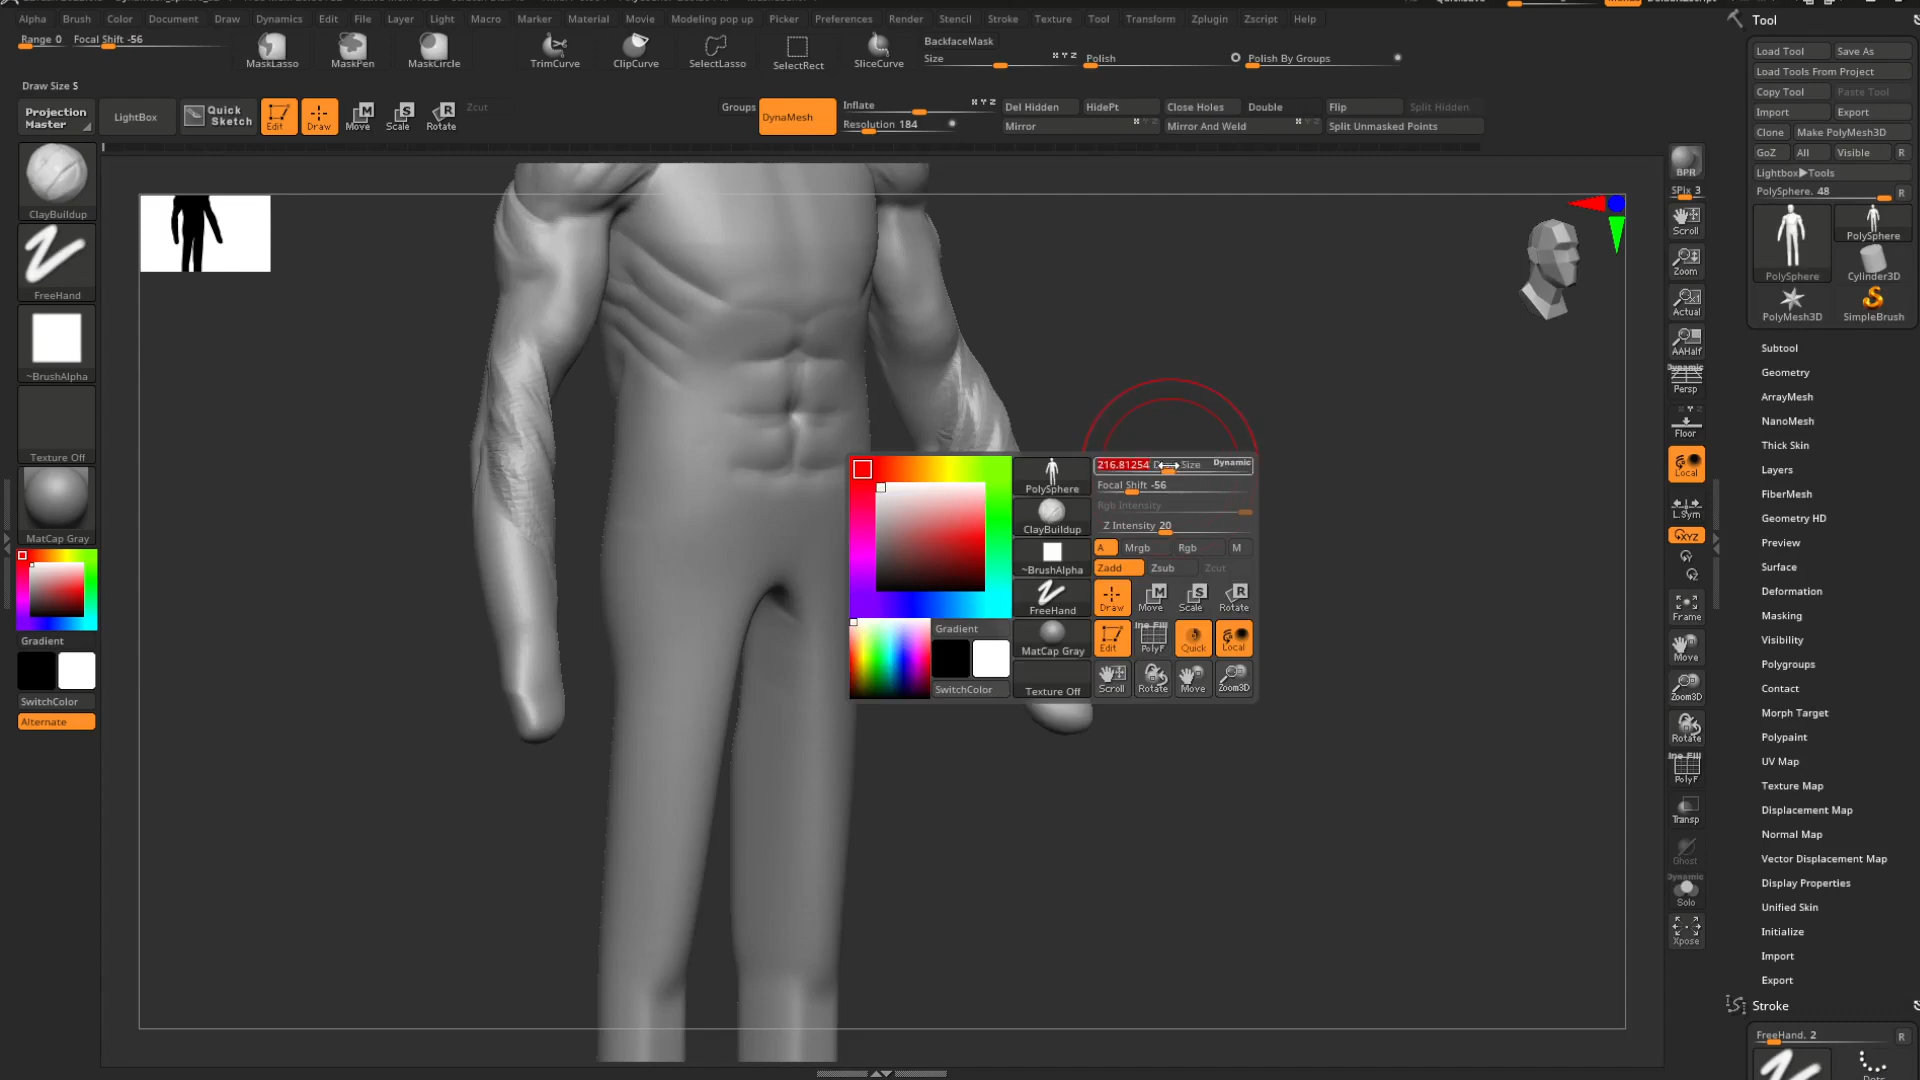 Alpha Brush Color Document Draw Dynamics Edit File Layer Light Macro Marker Material Movie Modeling pop up Picker Preferences Render Stencil Stroke Texture Tool Transform Zplugin Zscript Help
Range 0 Focal Shift -56
MaskLasso MaskPen MaskCircle TrimCurve ClipCurve SelectLasso SelectRect SliceCurve
BackfaceMask
Size Polish Polish By Groups
Draw Size S
Projection Master
LightBox
Quick Sketch
Edit Draw Move Scale Rotate
Zcut
Groups
DynaMesh
Inflate
Resolution 184
Del Hidden HidePt Close Holes Double Flip Split Hidden
Mirror Mirror And Weld Split Unmasked Points
ClayBuildup
FreeHand
~BrushAlpha
Texture Off
MatCap Gray
Gradient
SwitchColor
Alternate
PolySphere
ClayBuildup
~BrushAlpha
FreeHand
MatCap Gray
Texture Off
Gradient
SwitchColor
216.81254 Size Dynamic
Focal Shift -56
Rgb Intensity
Z Intensity 20
A Mrgb Rgb M
Zadd Zsub Zcut
Draw Move Scale Rotate
Edit PolyF Quick Local
Scroll Rotate Move Zoom3D
BPR
SPix 3
Scroll
Zoom
Actual
AAHalf
Dynamic
Persp
Floor
Local
L.Sym
XYZ
Frame
Move
Zoom3D
Rotate
PolyF
Transp
Ghost
Dynamic
Solo
Xpose
Tool
Load Tool Save As
Load Tools From Project
Copy Tool Paste Tool
Import Export
Clone Make PolyMesh3D
GoZ All Visible R
Lightbox▶Tools
PolySphere. 48 R
PolySphere
PolySphere
Cylinder3D
PolyMesh3D
SimpleBrush
Subtool
Geometry
ArrayMesh
NanoMesh
Thick Skin
Layers
FiberMesh
Geometry HD
Preview
Surface
Deformation
Masking
Visibility
Polygroups
Contact
Morph Target
Polypaint
UV Map
Texture Map
Displacement Map
Normal Map
Vector Displacement Map
Display Properties
Unified Skin
Initialize
Import
Export
Stroke
FreeHand. 2 R